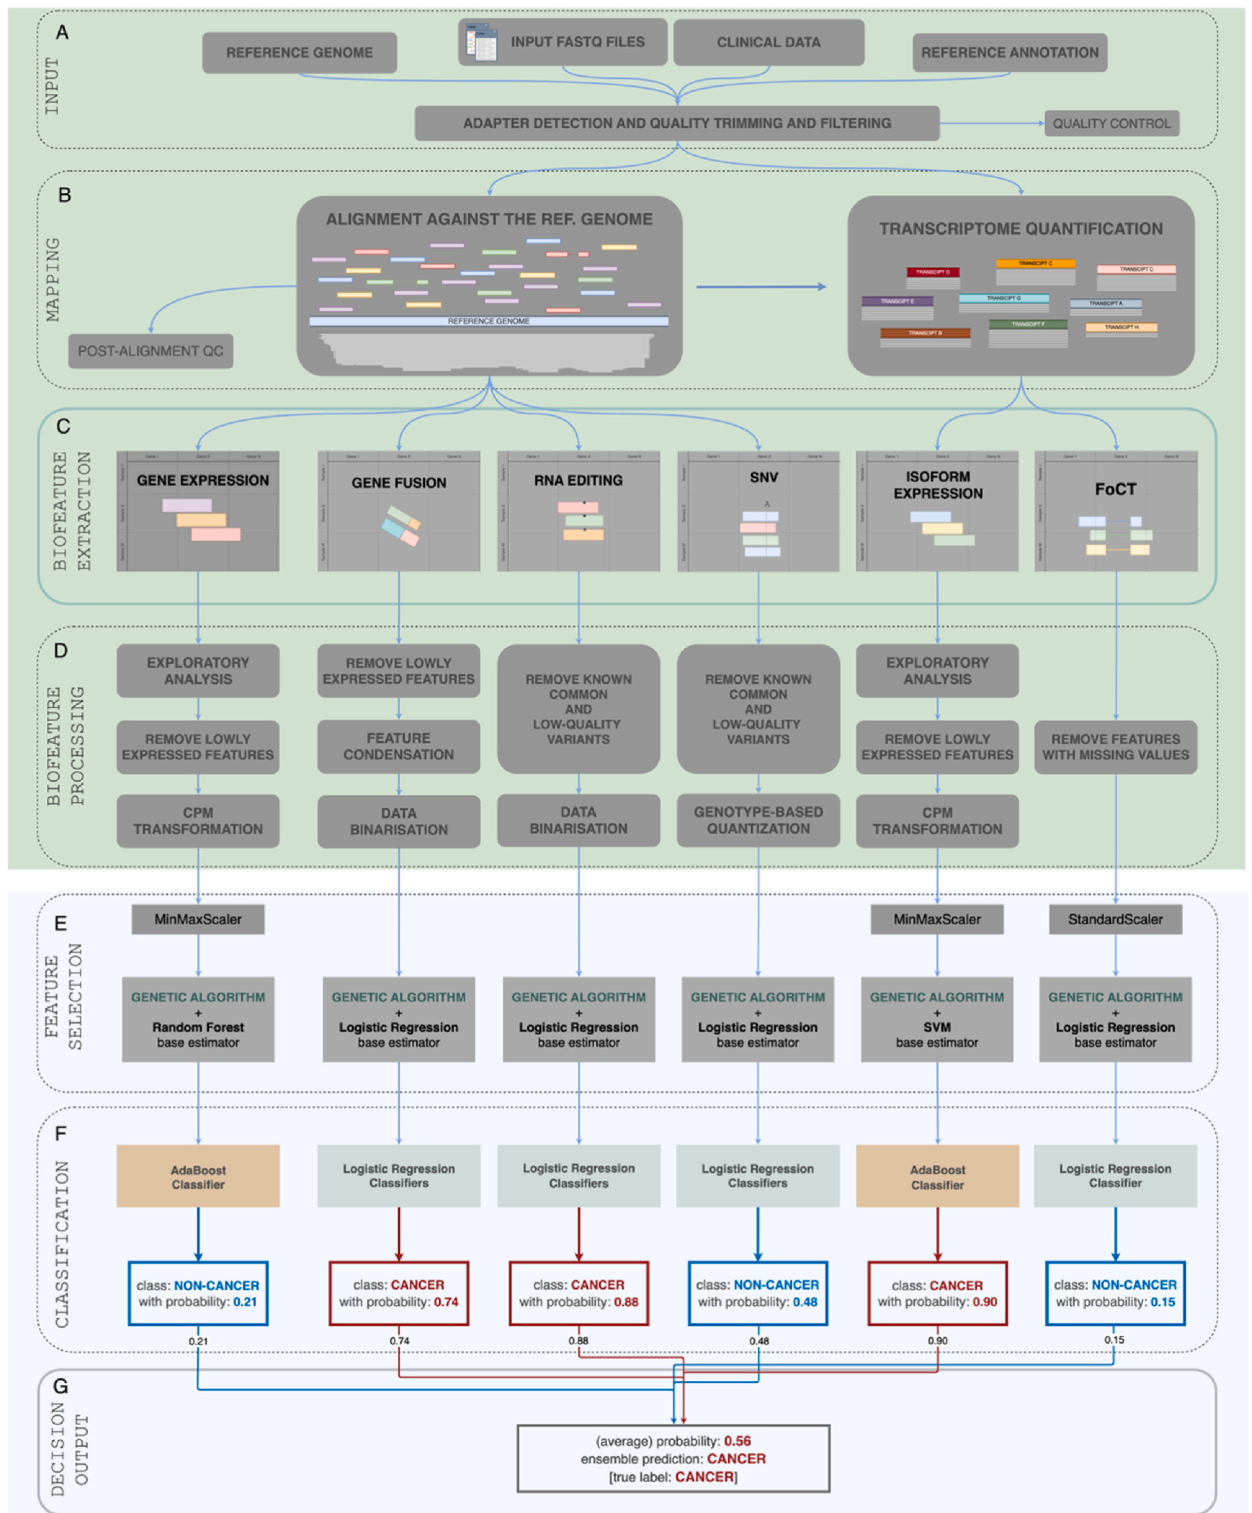 A
INPUT
REFERENCE GENOME
INPUT FASTQ FILES
CLINICAL DATA
REFERENCE ANNOTATION
ADAPTER DETECTION AND QUALITY TRIMMING AND FILTERING
QUALITY CONTROL
B
MAPPING
ALIGNMENT AGAINST THE REF. GENOME
REFERENCE GENOME
POST-ALIGNMENT QC
TRANSCRIPTOME QUANTIFICATION
TRANSCIPT D
TRANSCIPT C
TRANSCIPT C
TRANSCIPT E
TRANSCIPT G
TRANSCIPT A
TRANSCIPT B
TRANSCIPT F
TRANSCIPT H
C
BIOFEATURE
EXTRACTION
GENE EXPRESSION
GENE FUSION
RNA EDITING
SNV
A
ISOFORM
EXPRESSION
FoCT
D
BIOFEATURE
PROCESSING
EXPLORATORY
ANALYSIS
REMOVE LOWLY
EXPRESSED FEATURES
CPM
TRANSFORMATION
REMOVE LOWLY
EXPRESSED FEATURES
FEATURE
CONDENSATION
DATA
BINARISATION
REMOVE KNOWN
COMMON
AND
LOW-QUALITY
VARIANTS
DATA
BINARISATION
REMOVE KNOWN
COMMON
AND
LOW-QUALITY
VARIANTS
GENOTYPE-BASED
QUANTIZATION
EXPLORATORY
ANALYSIS
REMOVE LOWLY
EXPRESSED FEATURES
CPM
TRANSFORMATION
REMOVE FEATURES
WITH MISSING VALUES
E
FEATURE
SELECTION
MinMaxScaler
MinMaxScaler
StandardScaler
GENETIC ALGORITHM
+
Random Forest
base estimator
GENETIC ALGORITHM
+
Logistic Regression
base estimator
GENETIC ALGORITHM
+
Logistic Regression
base estimator
GENETIC ALGORITHM
+
Logistic Regression
base estimator
GENETIC ALGORITHM
+
SVM
base estimator
GENETIC ALGORITHM
+
Logistic Regression
base estimator
F
CLASSIFICATION
AdaBoost
Classifier
Logistic Regression
Classifiers
Logistic Regression
Classifiers
Logistic Regression
Classifiers
AdaBoost
Classifier
Logistic Regression
Classifier
class: NON-CANCER
with probability: 0.21
class: CANCER
with probability: 0.74
class: CANCER
with probability: 0.88
class: NON-CANCER
with probability: 0.48
class: CANCER
with probability: 0.90
class: NON-CANCER
with probability: 0.15
0.21
0.74
0.88
0.48
0.90
0.15
G
DECISION
OUTPUT
(average) probability: 0.56
ensemble prediction: CANCER
[true label: CANCER]